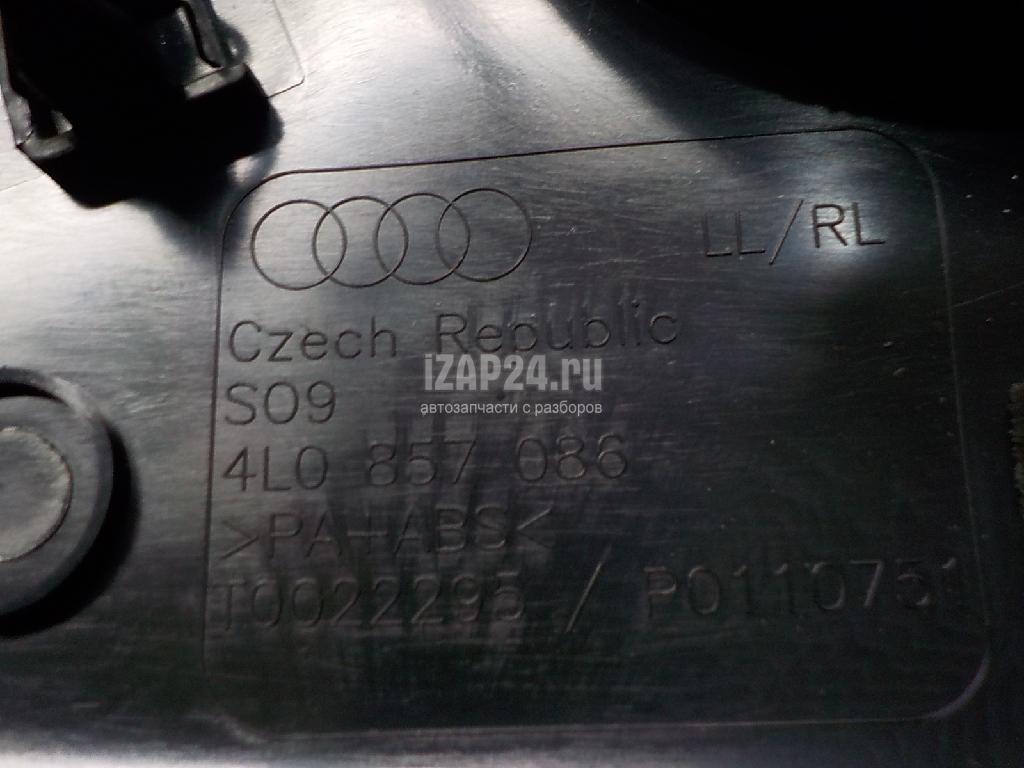 LL/RL
Czech Republic
iZAP24.ru
S09
автозапчасти с разборов
4L0 857 086
>PA+ABS<
T0022295 / P0110751